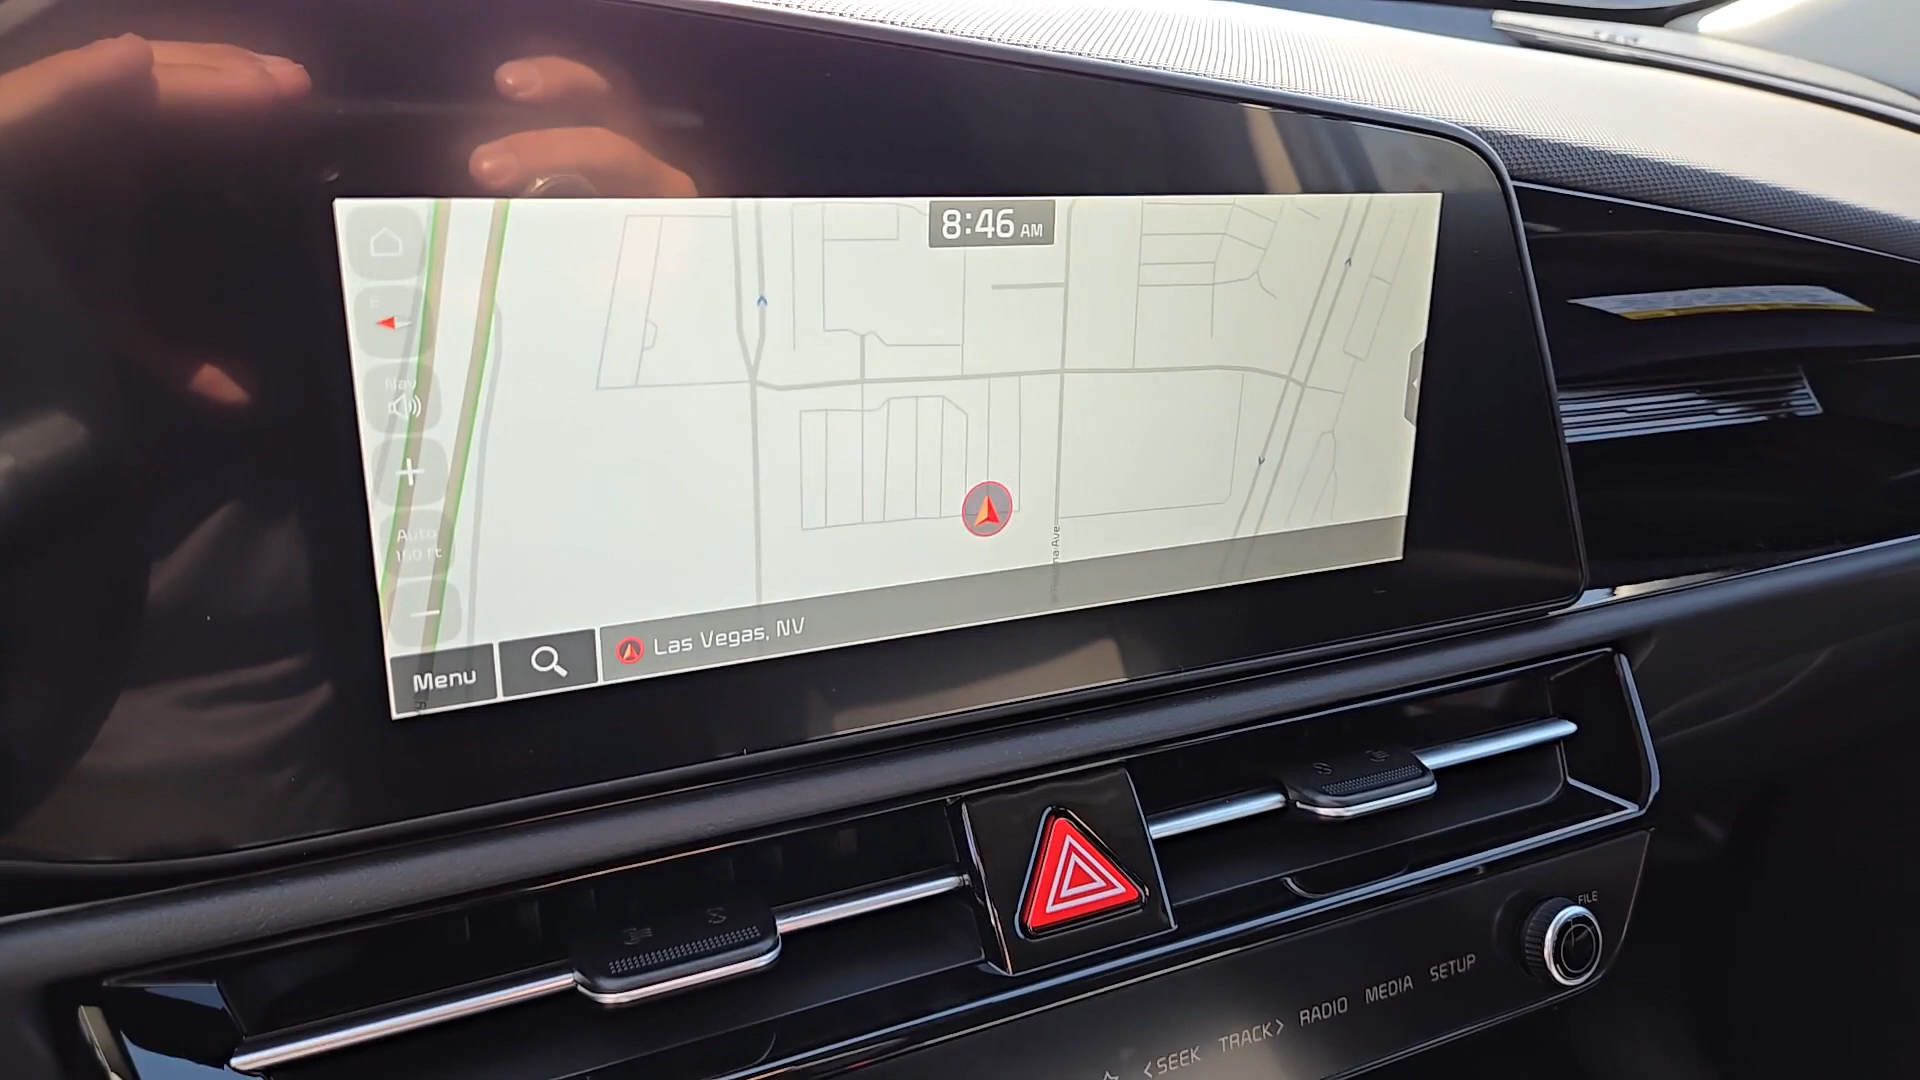 8:46 AM
E
Nav
Auto
150 ft
Menu
Las Vegas, NV
FILE
<SEEK TRACK> RADIO MEDIA SETUP